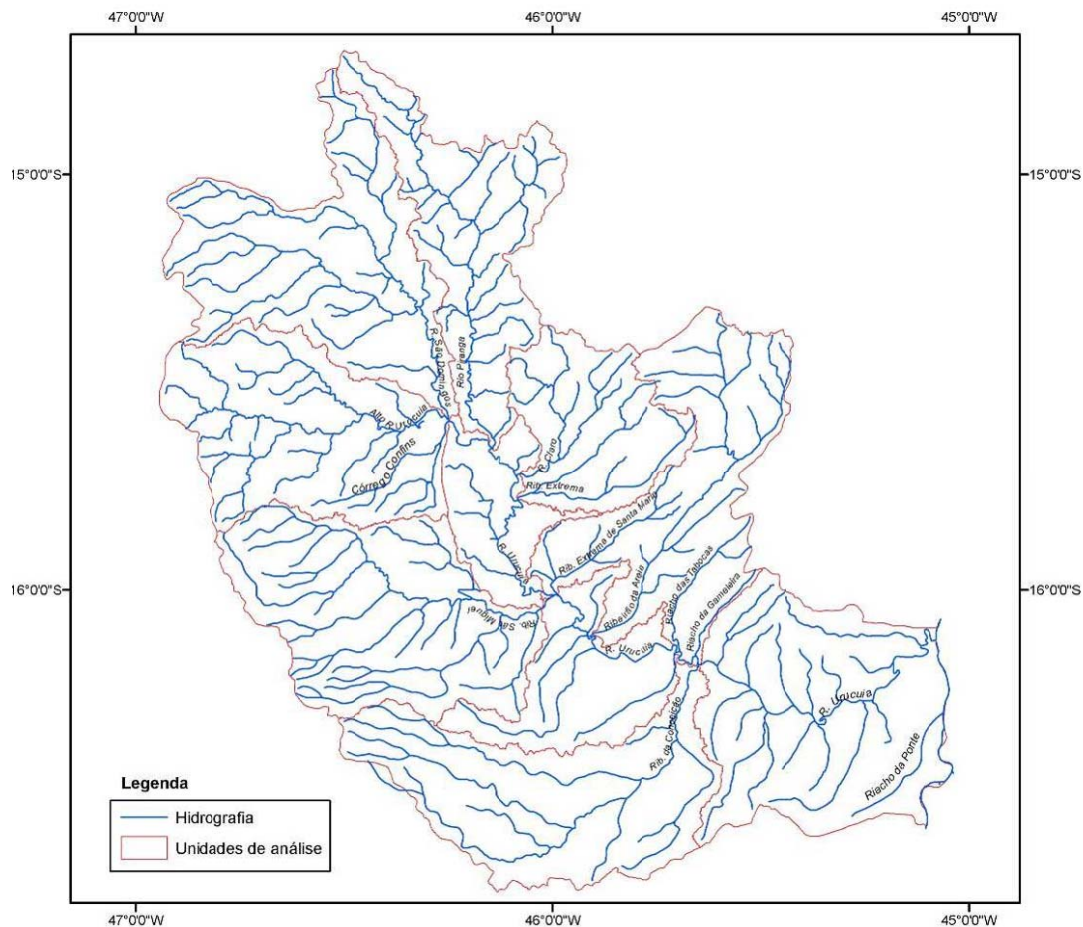 47°0'0"W
46°0'0"W
45°0'0"W
15°0'0"S
15°0'0"S
R. São Domingos
Rio Piranga
Alto R. Urucuia
Córrego Confins
R. Claro
Rib. Extrema
R. Urucuia
Rib. Extrema de Santa Maria
16°0'0"S
16°0'0"S
Rib. São Miguel
Ribeirão da Areia
Riacho das Tabocas
Riacho da Gameleira
R. Urucuia
R. Urucuia
Rib. da Conceição
Riacho da Ponte
Legenda
Hidrografia
Unidades de análise
47°0'0"W
46°0'0"W
45°0'0"W